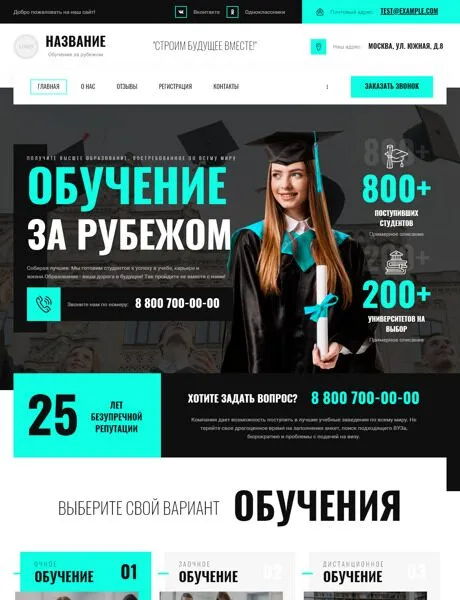 Добро пожаловать на наш сайт!
Вконтакте
Одноклассники
Почтовый адрес:
TEST@EXAMPLE.COM
LOGO
НАЗВАНИЕ
Обучение за рубежом
"СТРОИМ БУДУЩЕЕ ВМЕСТЕ!"
Наш адрес:
МОСКВА, УЛ. ЮЖНАЯ, Д.8
ГЛАВНАЯ
О НАС
ОТЗЫВЫ
РЕГИСТРАЦИЯ
КОНТАКТЫ
ЗАКАЗАТЬ ЗВОНОК
ПОЛУЧИТЕ ВЫСШЕЕ ОБРАЗОВАНИЕ, ВОСТРЕБОВАННОЕ ПО ВСЕМУ МИРУ
ОБУЧЕНИЕ
ЗА РУБЕЖОМ
Собирая лучшее: Мы готовим студентов к успеху в учебе, карьере и
жизни.Образование - ваша дорога в будущее! Так пройдите ее вместе с нами!
Звоните нам по номеру:
8 800 700-00-00
800+
800+
ПОСТУПИВШИХ
СТУДЕНТОВ
Примерное описание
200+
200+
УНИВЕРСИТЕТОВ НА
ВЫБОР
Примерное описание
25
ЛЕТ
БЕЗУПРЕЧНОЙ
РЕПУТАЦИИ
ХОТИТЕ ЗАДАТЬ ВОПРОС?
8 800 700-00-00
Компании дает возможность поступить в лучшие учебные заведения по всему миру. Не
теряйте свое драгоценное время на заполнение анкет, поиск подходящего ВУЗа,
бюрократию и проблемы с подачей на визу.
ВЫБЕРИТЕ СВОЙ ВАРИАНТ
ОБУЧЕНИЯ
ОЧНОЕ
ОБУЧЕНИЕ
01
ЗАОЧНОЕ
ОБУЧЕНИЕ
02
ДИСТАНЦИОННОЕ
ОБУЧЕНИЕ
03